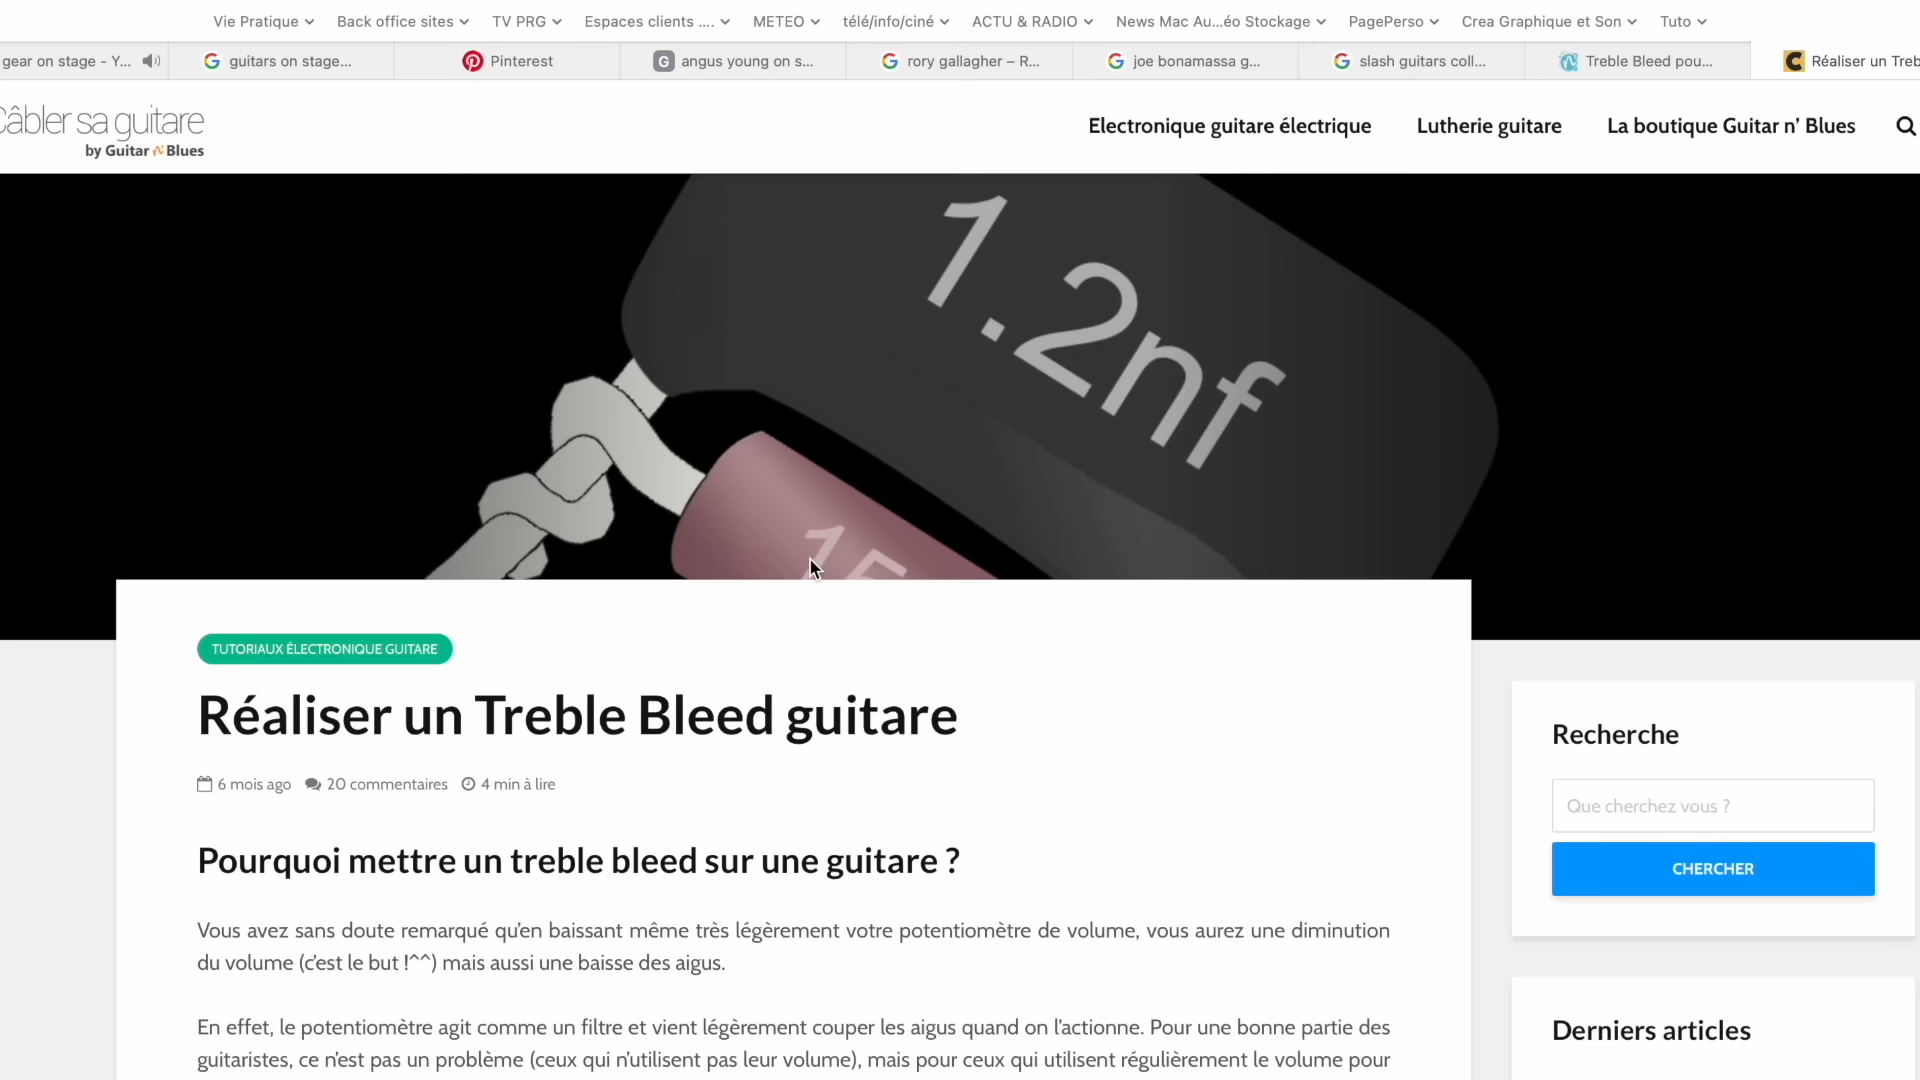 Vie Pratique
Back office sites
TV PRG
Espaces clients ....
METEO
télé/info/ciné
ACTU & RADIO
News Mac Au...éo Stockage
PagePerso
Crea Graphique et Son
Tuto
gear on stage - Y...
guitars on stage...
Pinterest
angus young on s...
rory gallagher – R...
joe bonamassa g...
slash guitars coll...
Treble Bleed pou...
Réaliser un Treb
Câbler sa guitare
by Guitar N' Blues
Electronique guitare électrique
Lutherie guitare
La boutique Guitar n' Blues
1.2nf
TUTORIAUX ÉLECTRONIQUE GUITARE
Réaliser un Treble Bleed guitare
6 mois ago
20 commentaires
4 min à lire
Pourquoi mettre un treble bleed sur une guitare ?
Vous avez sans doute remarqué qu'en baissant même très légèrement votre potentiomètre de volume, vous aurez une diminution
du volume (c'est le but !^^) mais aussi une baisse des aigus.
En effet, le potentiomètre agit comme un filtre et vient légèrement couper les aigus quand on l'actionne. Pour une bonne partie des
guitaristes, ce n'est pas un problème (ceux qui n'utilisent pas leur volume), mais pour ceux qui utilisent régulièrement le volume pour
Recherche
Que cherchez vous ?
CHERCHER
Derniers articles